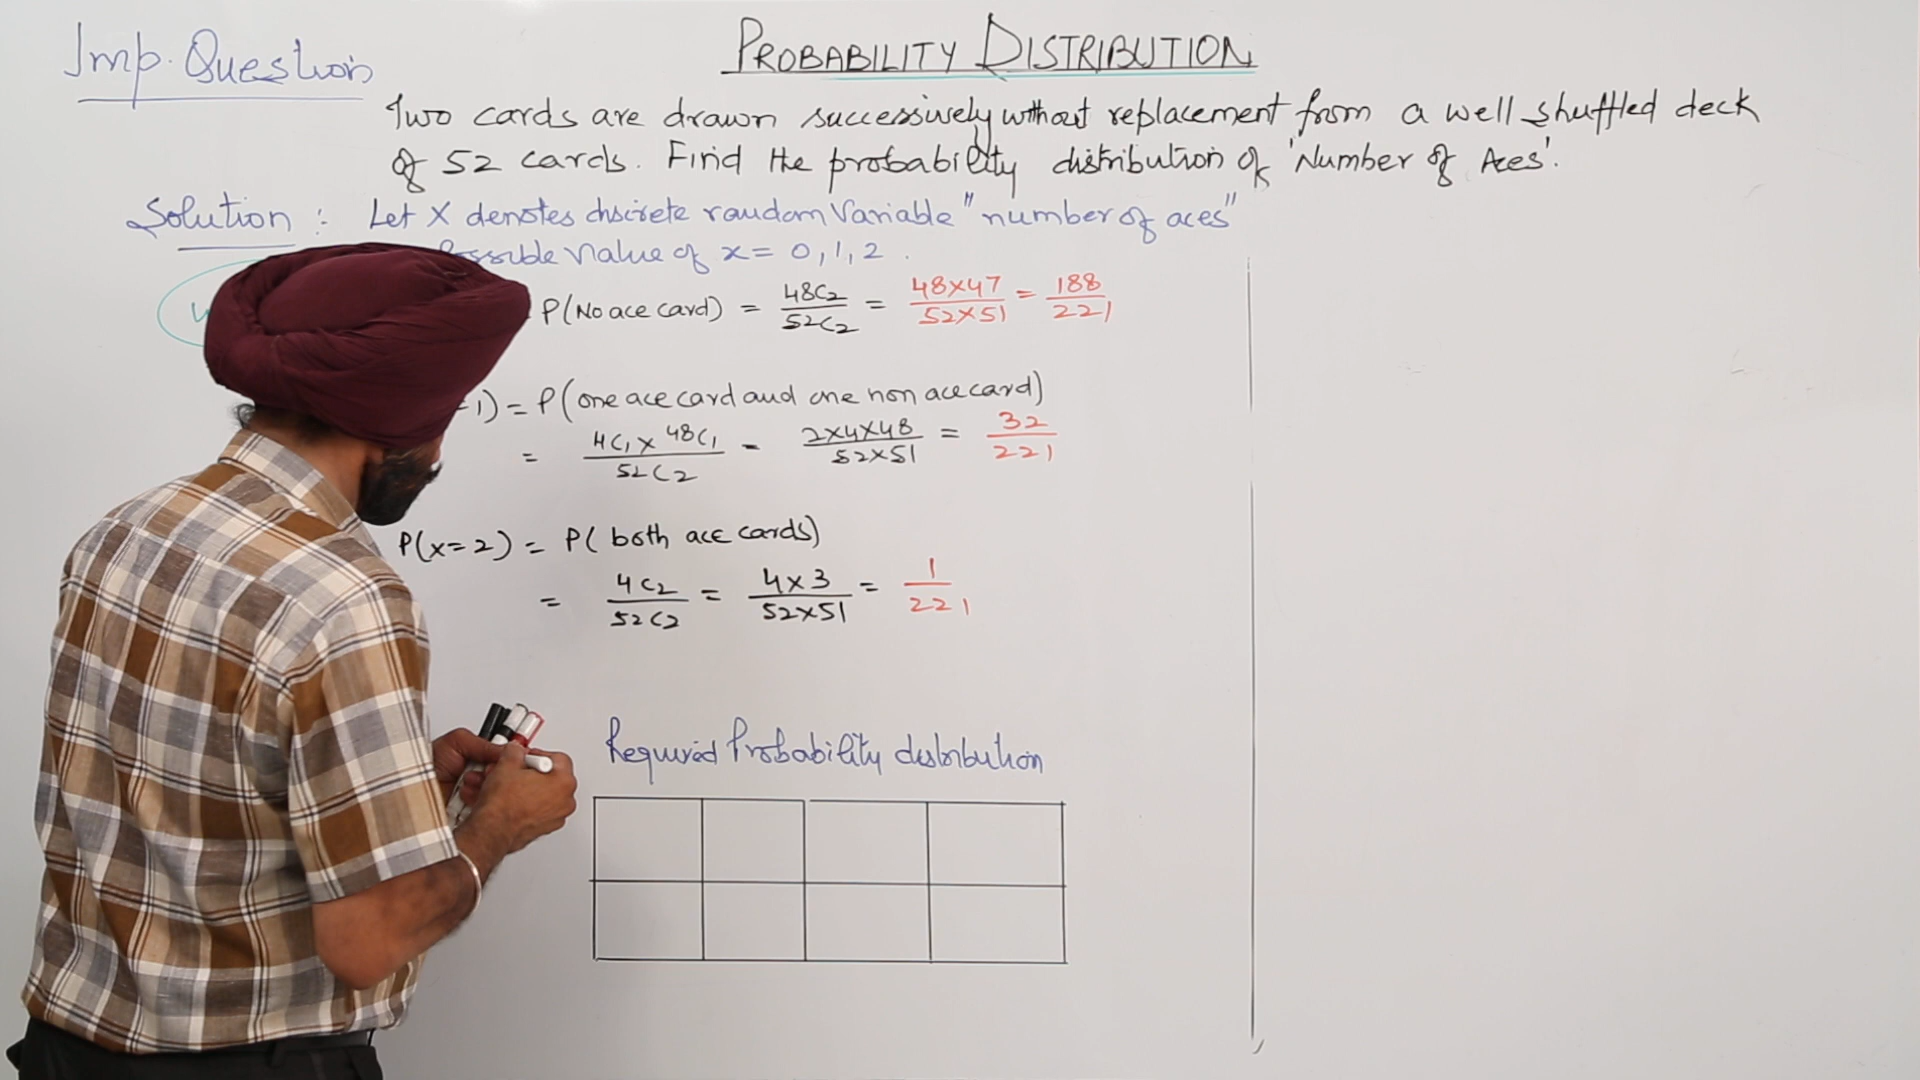 Imp. Question
PROBABILITY DISTRIBUTION
Two cards are drawn successively without replacement from a well shuffled deck
of 52 cards. Find the probability distribution of 'Number of Aces'.
Solution : Let X denotes discrete random Variable "number of aces"
Value of x = 0, 1, 2 .
P(No ace card) = 48C2/52C2 = 48×47/52×51 = 188/221
1) = P(one ace card and one non ace card)
= 4C1 × 48C1/52C2 = 2×4×48/52×51 = 32/221
P(x=2) = P( both ace cards)
= 4C2/52C2 = 4×3/52×51 = 1/221
Required Probability distribution